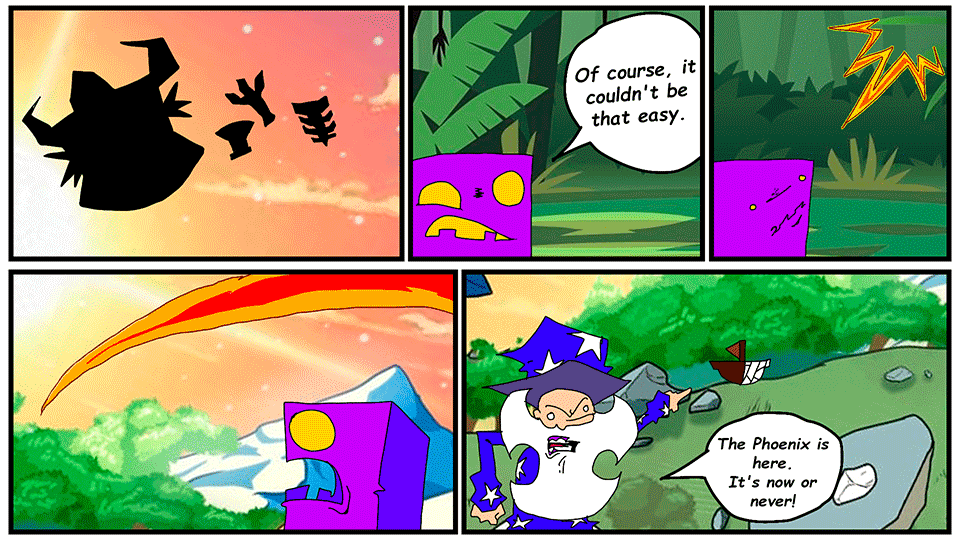 Of course, it
couldn't be
that easy.
The Phoenix is
here.
It's now or
never!